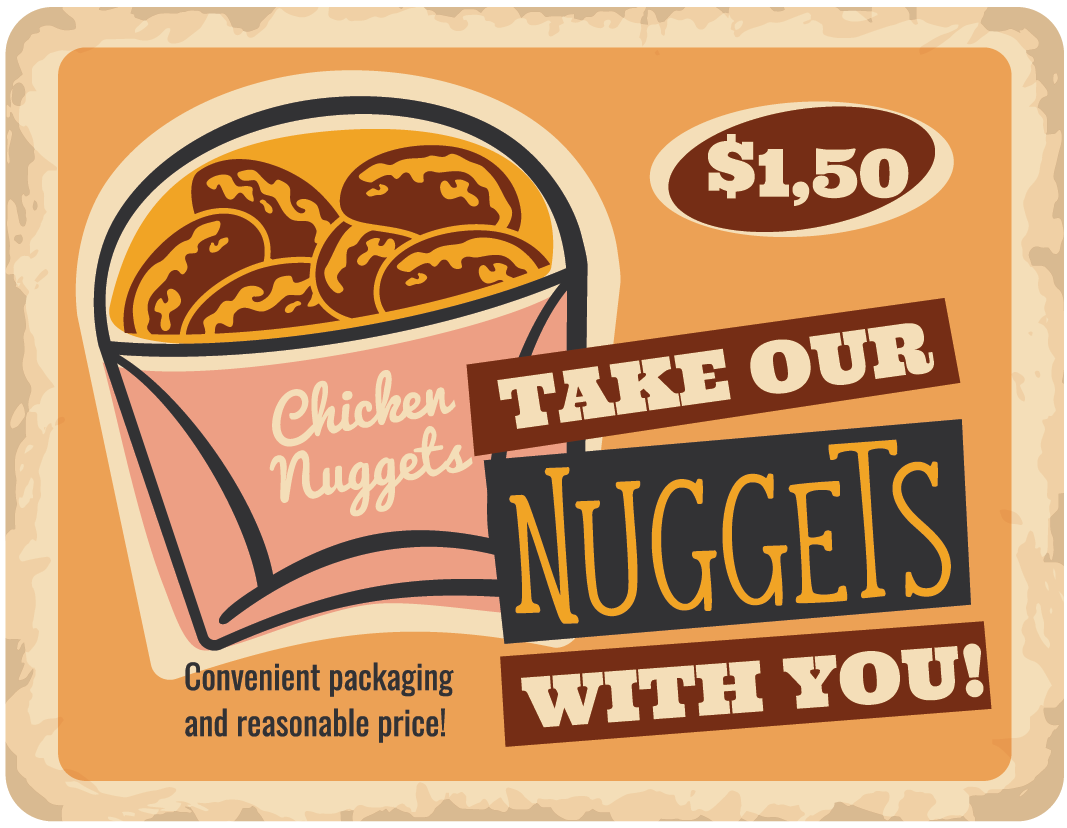 $1,50
Chicken
Nuggets
TAKE OUR
NUGGETS
WITH YOU!
Convenient packaging
and reasonable price!